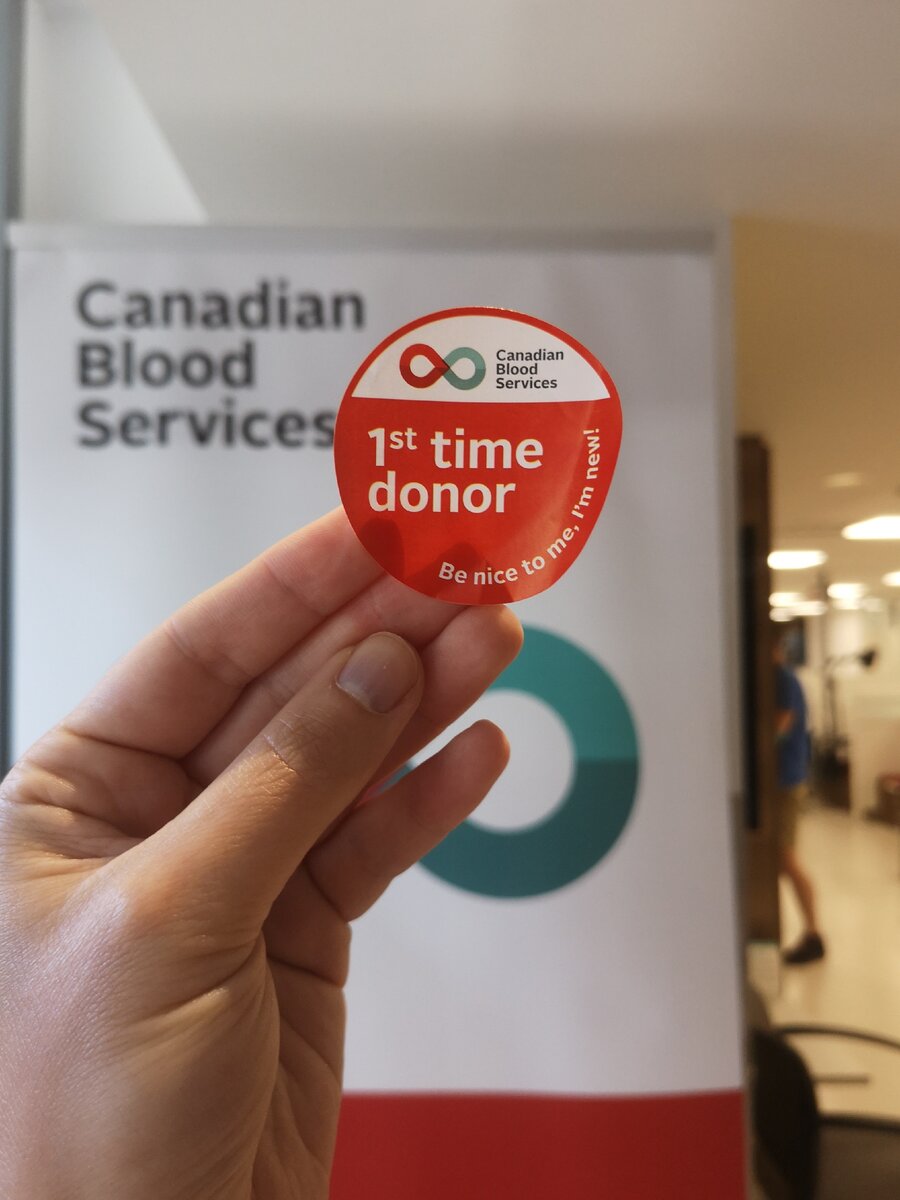 Canadian
Blood
Services
Canadian
Blood
Services
1st time
donor
Be nice to me, I'm new!